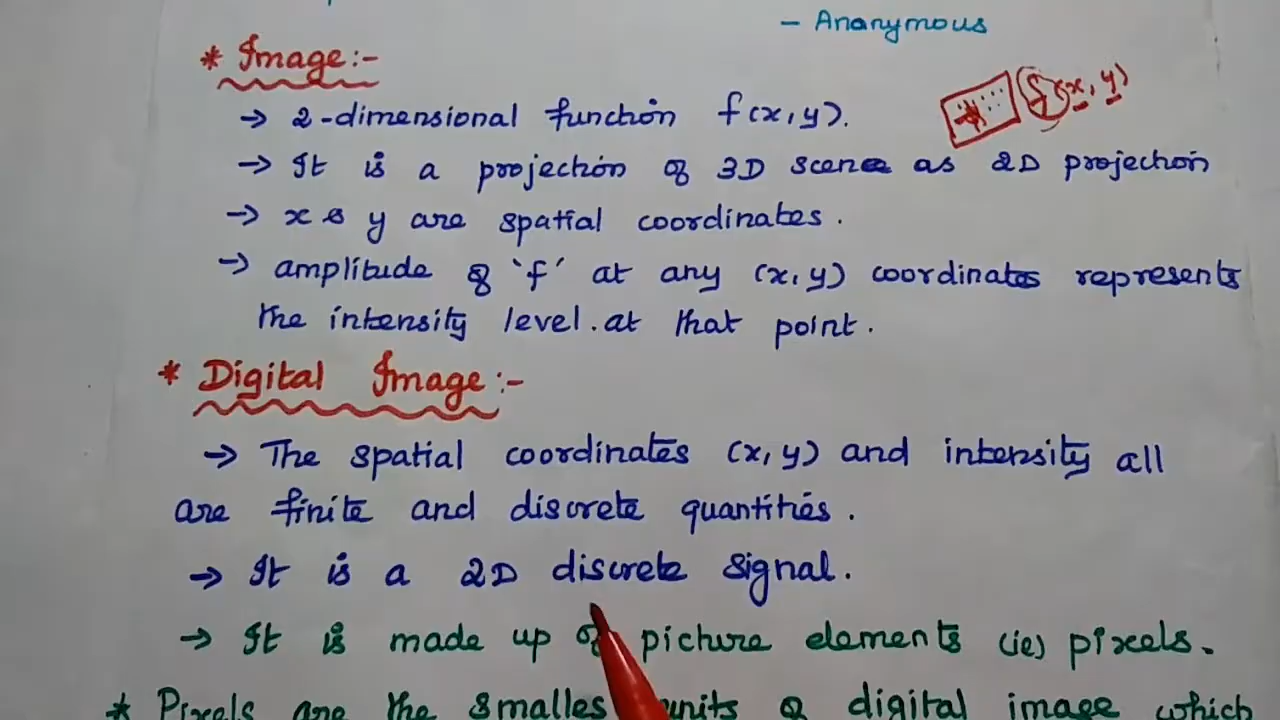 - Anonymous
* Image:-
f(x, y)
→ 2-dimensional function f(x, y).
→ It is a projection of 3D scene as 2D projection
→ x & y are spatial coordinates.
→ amplitude of 'f' at any (x, y) coordinates represents
the intensity level. at that point.
* Digital Image:-
→ The spatial coordinates (x, y) and intensity all
are finite and discrete quantities.
→ It is a 2D discrete signal.
→ It is made up of picture elements (ie) pixels.
* Pixels are the smalles units of digital image which